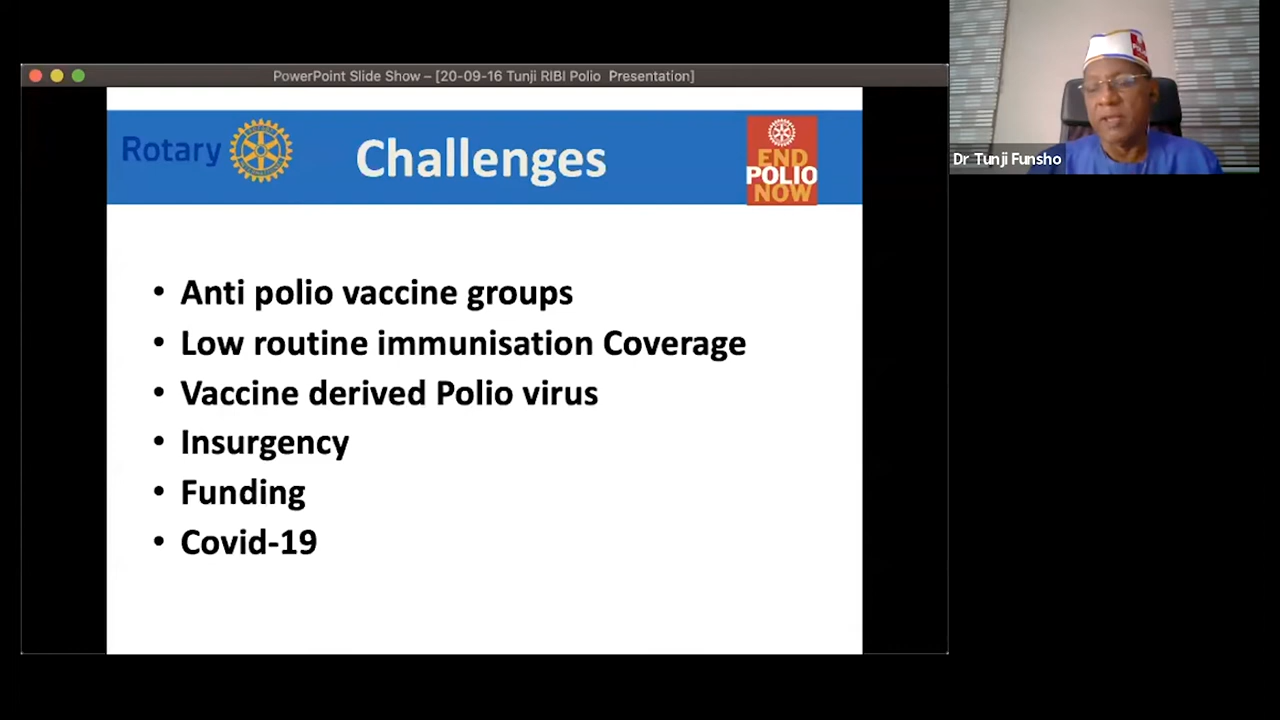 PowerPoint Slide Show – [20-09-16 Tunji RIBI Polio Presentation]
Rotary
Challenges
END
POLIO
NOW
• Anti polio vaccine groups
• Low routine immunisation Coverage
• Vaccine derived Polio virus
• Insurgency
• Funding
• Covid-19
Dr Tunji Funsho